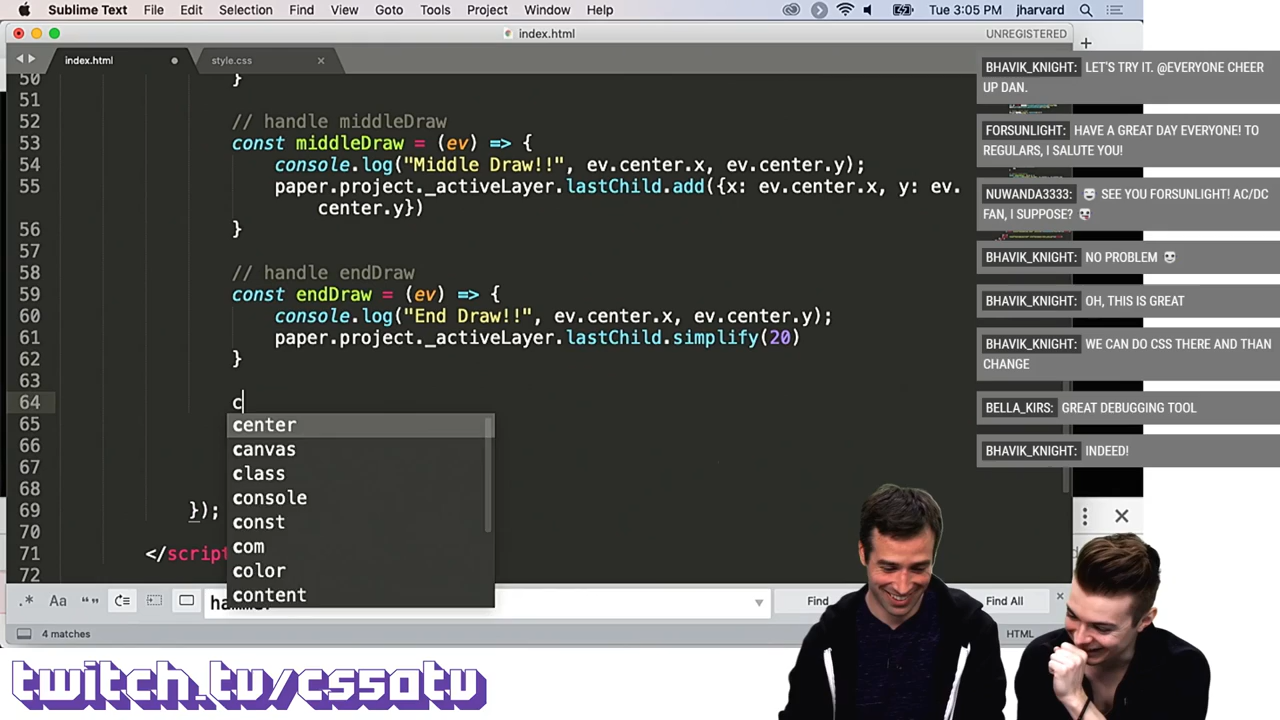 Sublime Text File Edit Selection Find View Goto Tools Project Window Help Tue 3:05 PM jharvard
index.html UNREGISTERED
index.html style.css
50 }
51
52 // handle middleDraw
53 const middleDraw = (ev) => {
54 console.log("Middle Draw!!", ev.center.x, ev.center.y);
55 paper.project._activeLayer.lastChild.add({x: ev.center.x, y: ev.
center.y})
56 }
57
58 // handle endDraw
59 const endDraw = (ev) => {
60 console.log("End Draw!!", ev.center.x, ev.center.y);
61 paper.project._activeLayer.lastChild.simplify(20)
62 }
63
64 c
65 center
66 canvas
67 class
68 console
69 });
const
70
com
71 </script
color
72
content
.* Aa “” Find Find All
4 matches HTML
BHAVIK_KNIGHT: LET'S TRY IT. @EVERYONE CHEER
UP DAN.
FORSUNLIGHT: HAVE A GREAT DAY EVERYONE! TO
REGULARS, I SALUTE YOU!
NUWANDA3333: SEE YOU FORSUNLIGHT! AC/DC
FAN, I SUPPOSE?
BHAVIK_KNIGHT: NO PROBLEM
BHAVIK_KNIGHT: OH, THIS IS GREAT
BHAVIK_KNIGHT: WE CAN DO CSS THERE AND THAN
CHANGE
BELLA_KIRS: GREAT DEBUGGING TOOL
BHAVIK_KNIGHT: INDEED!
twitch.tv/cs50tv